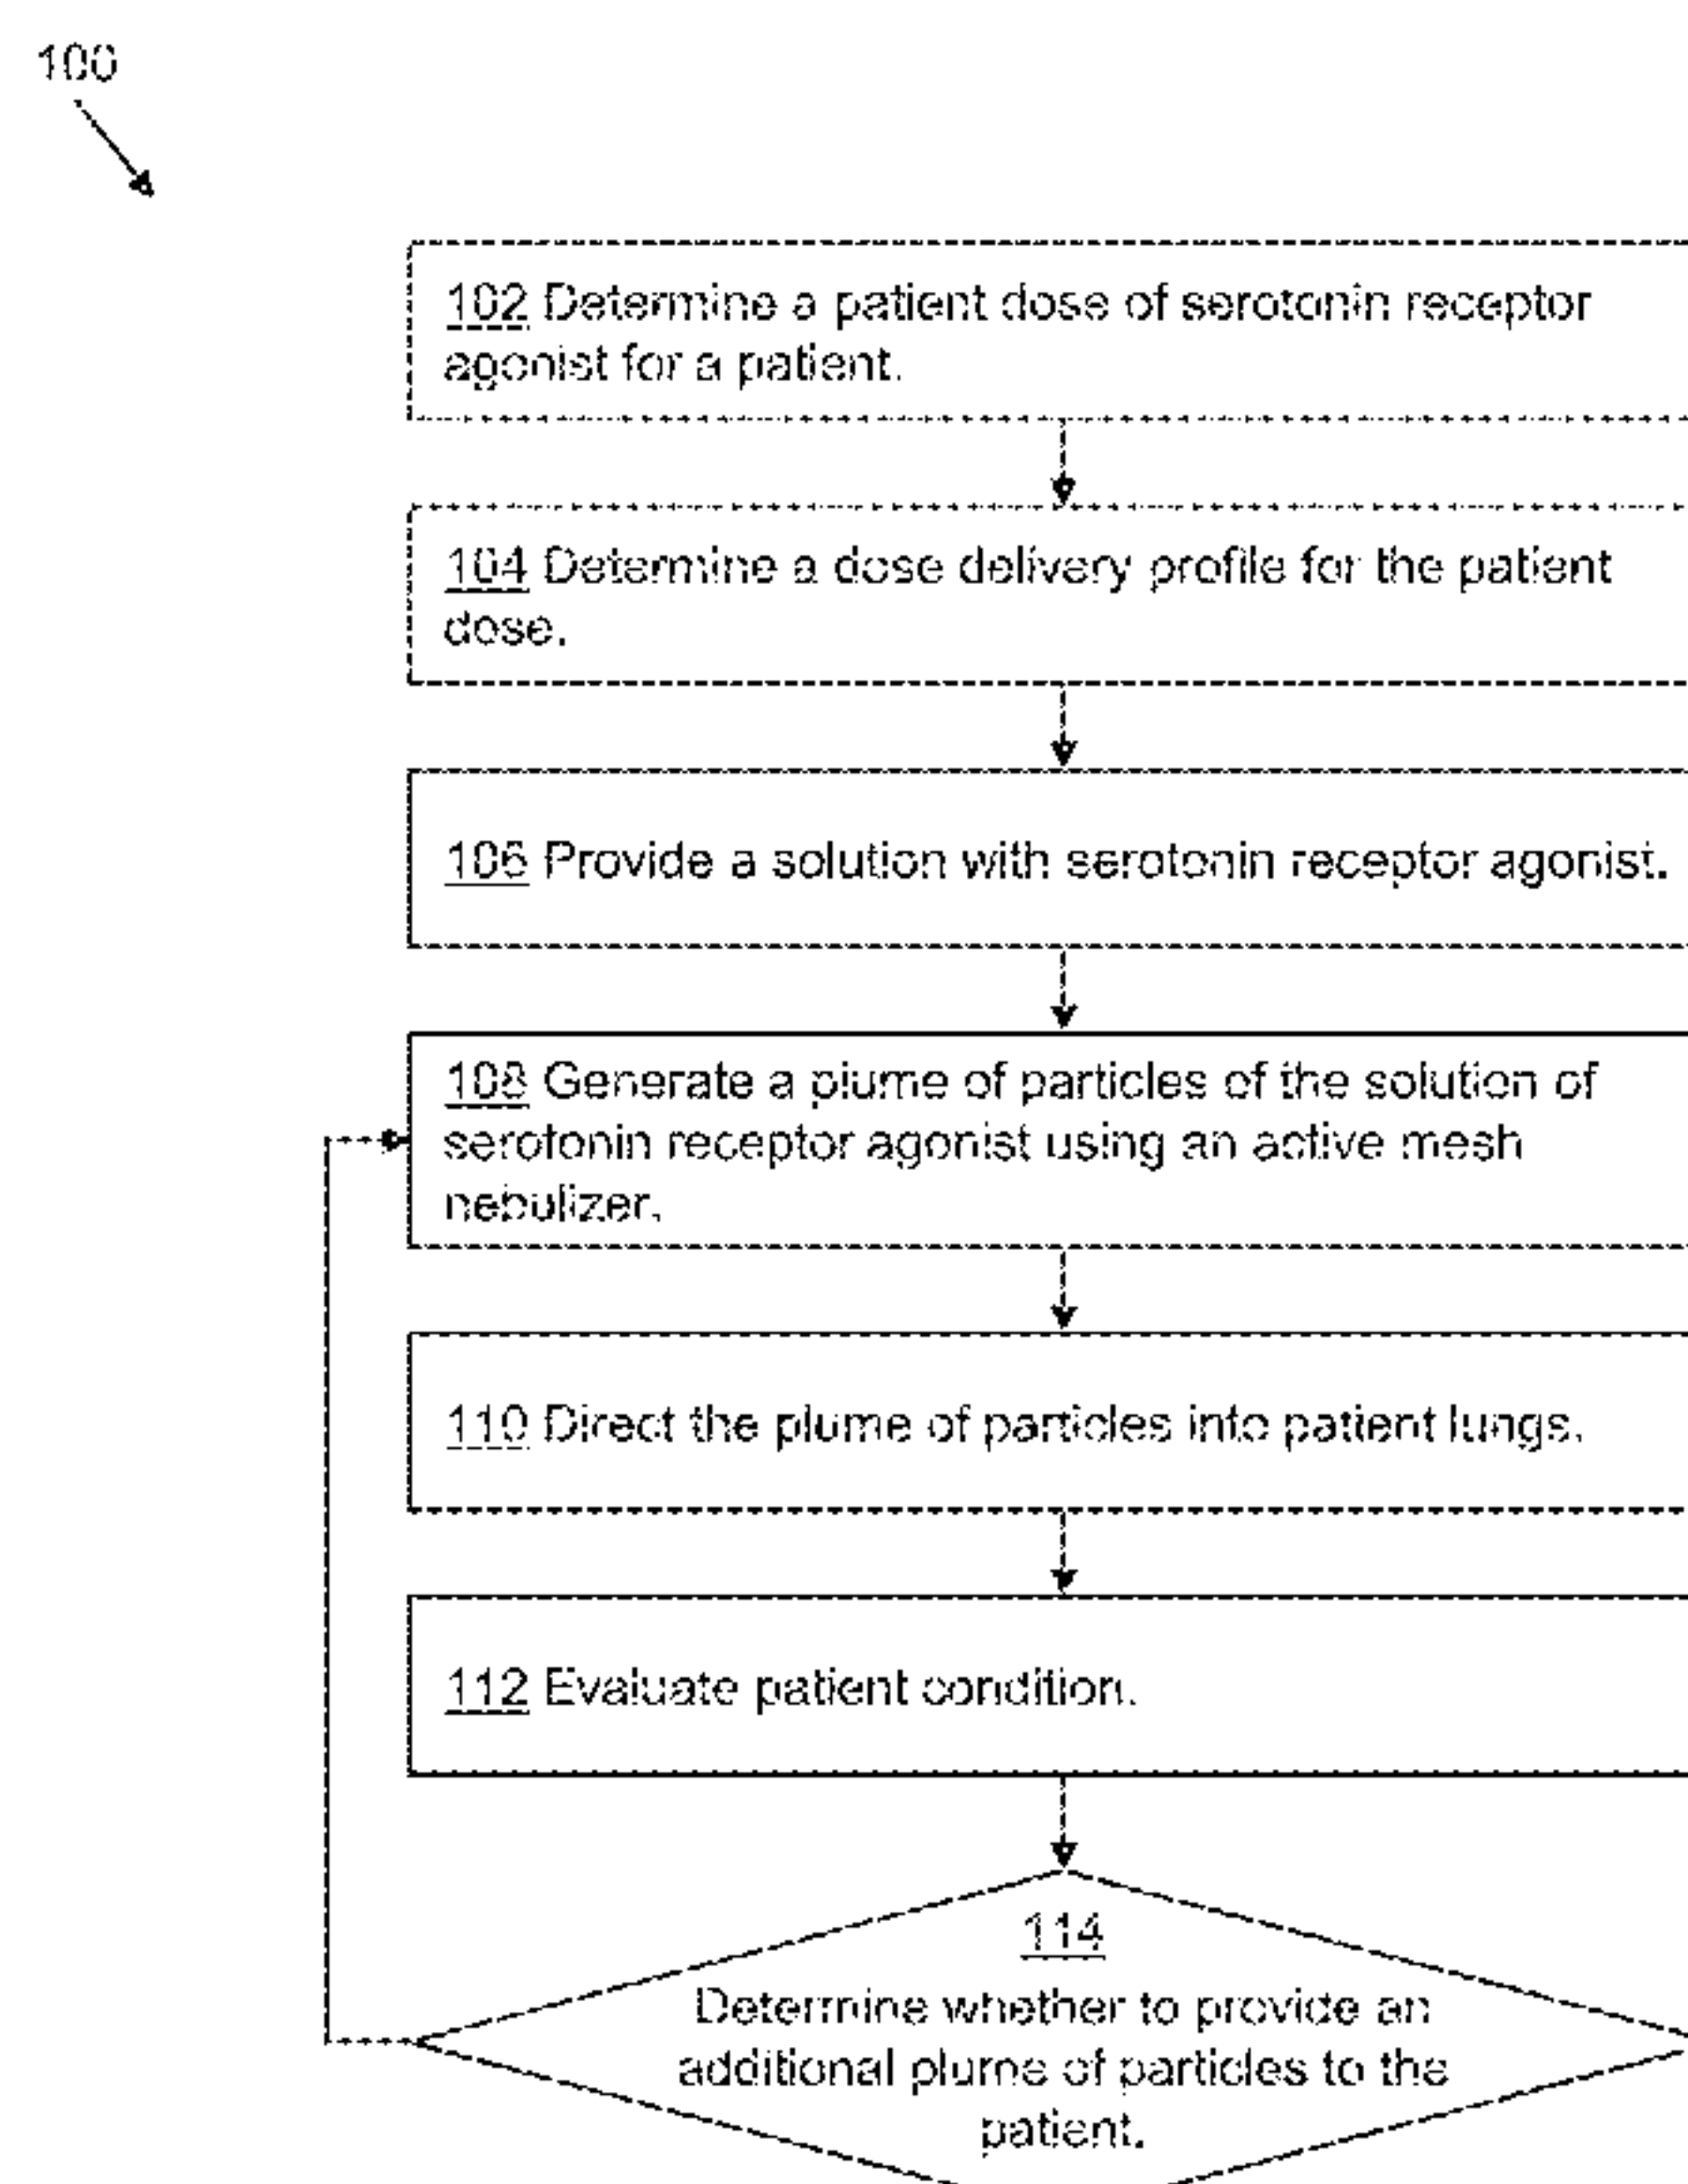 100
102 Determine a patient dose of serotonin receptor
agonist for a patient.
104 Determine a dose delivery profile for the patient
dose.
106 Provide a solution with serotonin receptor agonist.
108 Generate a plume of particles of the solution of
serotonin receptor agonist using an active mesh
nebulizer.
110 Direct the plume of particles into patient lungs.
112 Evaluate patient condition.
114
Determine whether to provide an
additional plume of particles to the
patient.